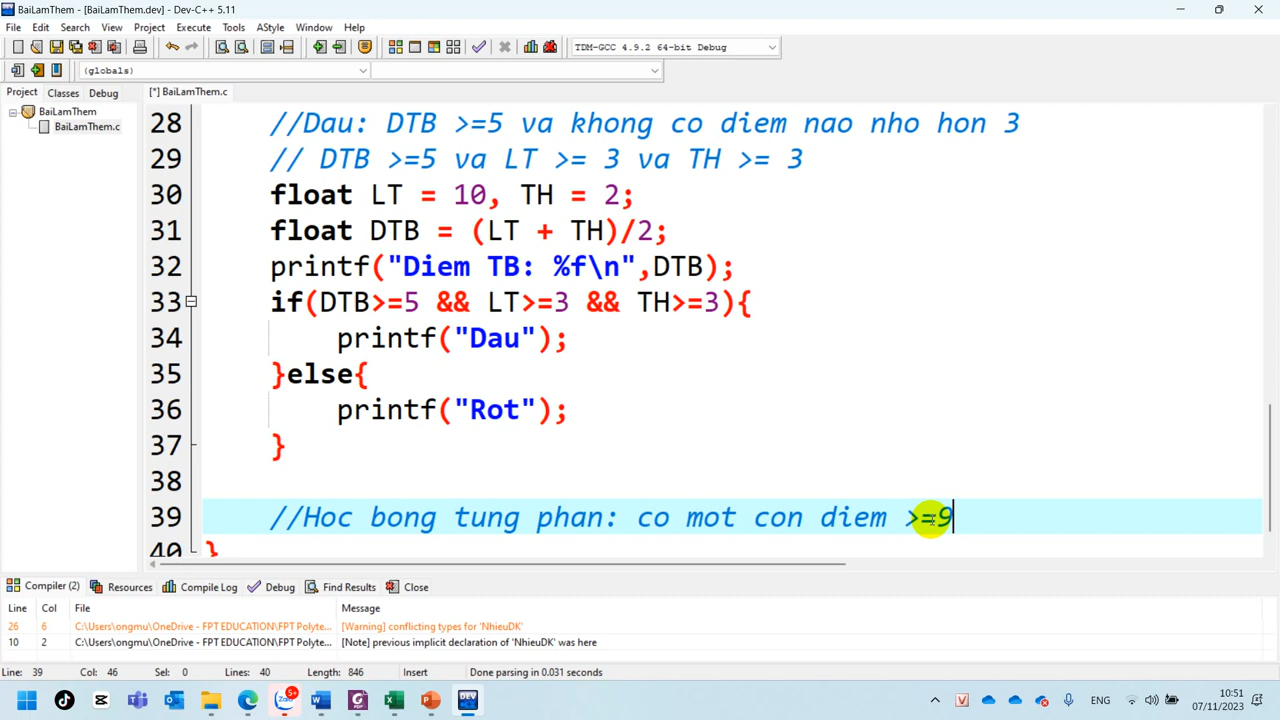 BaiLamThem - [BaiLamThem.dev] - Dev-C++ 5.11
File Edit Search View Project Execute Tools AStyle Window Help
TDM-GCC 4.9.2 64-bit Debug
(globals)
Project Classes Debug [*] BaiLamThem.c
BaiLamThem
BaiLamThem.c
28 //Dau: DTB >=5 va khong co diem nao nho hon 3
29 // DTB >=5 va LT >= 3 va TH >= 3
30 float LT = 10, TH = 2;
31 float DTB = (LT + TH)/2;
32 printf("Diem TB: %f\n",DTB);
33 if(DTB>=5 && LT>=3 && TH>=3){
34 printf("Dau");
35 }else{
36 printf("Rot");
37 }
38
39 //Hoc bong tung phan: co mot con diem >=9
40 }
Compiler (2) Resources Compile Log Debug Find Results Close
Line Col File Message
26 6 C:\Users\ongmu\OneDrive - FPT EDUCATION\FPT Polyte... [Warning] conflicting types for 'NhieuDK'
10 2 C:\Users\ongmu\OneDrive - FPT EDUCATION\FPT Polyte... [Note] previous implicit declaration of 'NhieuDK' was here
Line: 39 Col: 46 Sel: 0 Lines: 40 Length: 846 Insert Done parsing in 0.031 seconds
5+
Zalo
PDF
DEV
ENG
10:51
07/11/2023